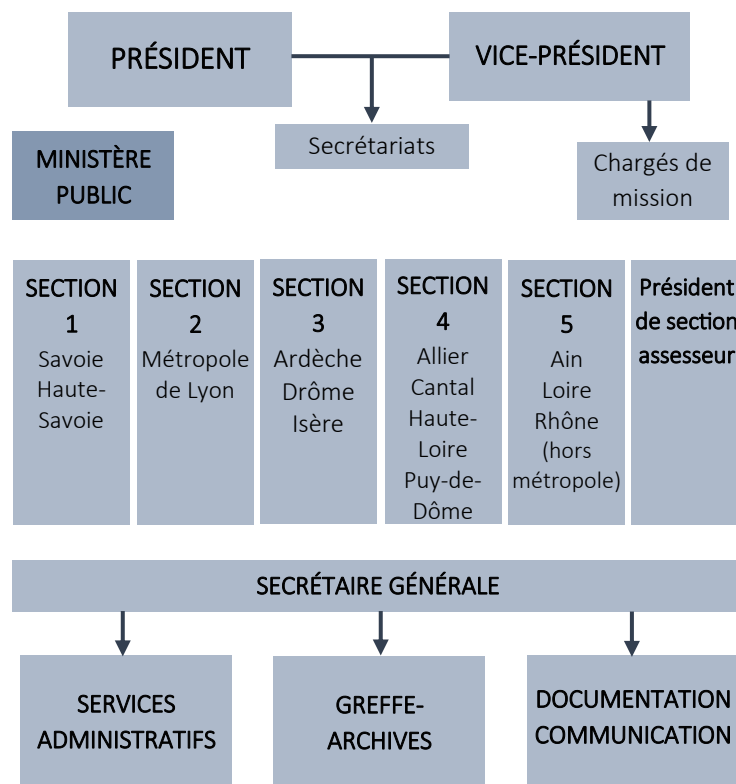 PRÉSIDENT
VICE-PRÉSIDENT
Secrétariats
MINISTÈRE
PUBLIC
Chargés de
mission
SECTION
1
Savoie
Haute-
Savoie
SECTION
2
Métropole
de Lyon
SECTION
3
Ardèche
Drôme
Isère
SECTION
4
Allier
Cantal
Haute-
Loire
Puy-de-
Dôme
SECTION
5
Ain
Loire
Rhône
(hors
métropole)
Président
de section
assesseur
SECRÉTAIRE GÉNÉRALE
SERVICES
ADMINISTRATIFS
GREFFE-
ARCHIVES
DOCUMENTATION
COMMUNICATION